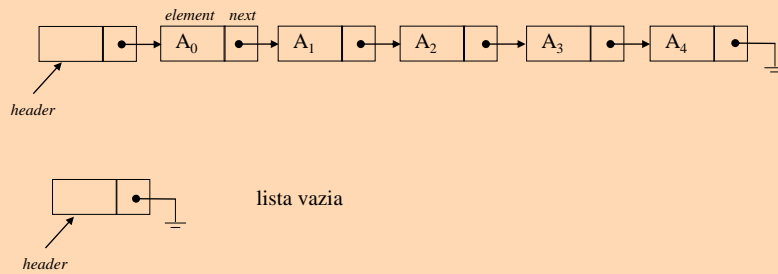 element next
A0 A1 A2 A3 A4
header
lista vazia
header